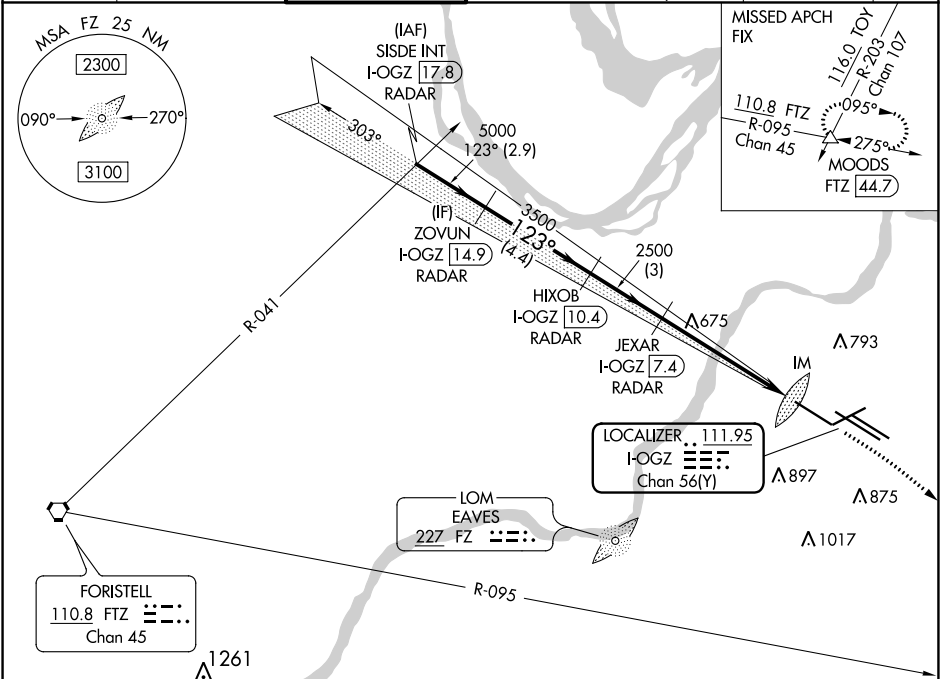 MSA FZ 25 NM
2300
090°
270°
3100
(IAF)
SISDE INT
I-OGZ 17.8
RADAR
303°
5000
123° (2.9)
(IF)
ZOVUN
I-OGZ 14.9
RADAR
3500
123°
(4.4)
2500
(3)
HIXOB
I-OGZ 10.4
RADAR
JEXAR
I-OGZ 7.4
RADAR
675
793
IM
MISSED APCH
FIX
116.0 TOY
R-203
Chan 107
110.8 FTZ
R-095
Chan 45
095°
275°
MOODS
FTZ 44.7
R-041
LOCALIZER 111.95
I-OGZ
Chan 56(Y)
897
875
1017
LOM
EAVES
227 FZ
R-095
FORISTELL
110.8 FTZ
Chan 45
1261